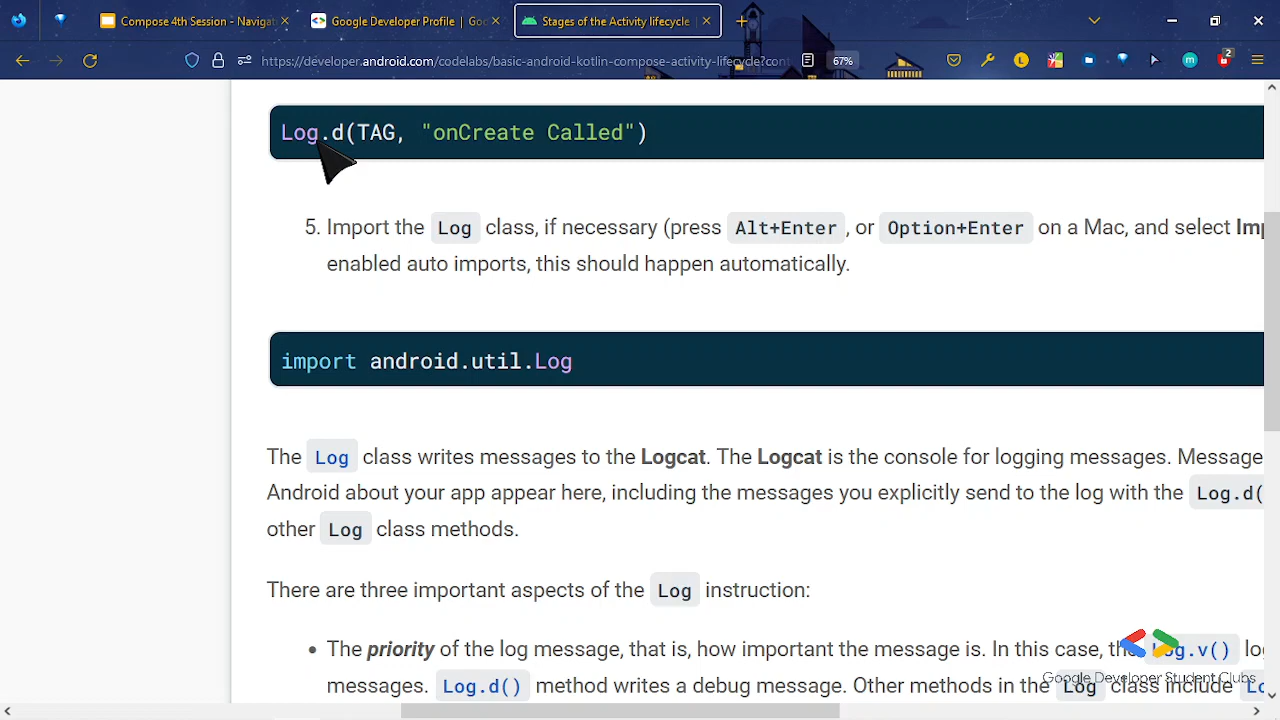 Compose 4th Session - Navigat
Google Developer Profile | Goo
Stages of the Activity lifecycle
https://developer.android.com/codelabs/basic-android-kotlin-compose-activity-lifecycle?cont
67%
2
Log.d(TAG, "onCreate Called")
5. Import the Log class, if necessary (press Alt+Enter, or Option+Enter on a Mac, and select Imp
enabled auto imports, this should happen automatically.
import android.util.Log
The Log class writes messages to the Logcat. The Logcat is the console for logging messages. Message
Android about your app appear here, including the messages you explicitly send to the log with the Log.d(
other Log class methods.
There are three important aspects of the Log instruction:
• The priority of the log message, that is, how important the message is. In this case, the Log.v() lo
messages. Log.d() method writes a debug message. Other methods in the Log class include Lo
Google Developer Student Clubs